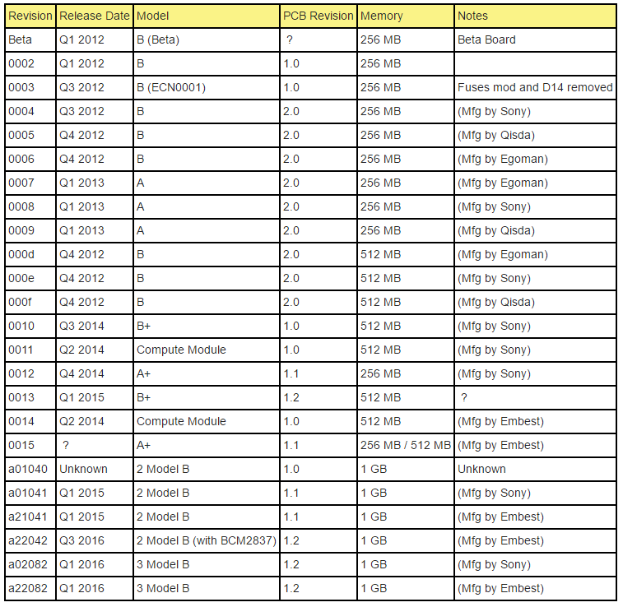 Revision Release Date Model PCB Revision Memory Notes
Beta Q1 2012 B (Beta) ? 256 MB Beta Board
0002 Q1 2012 B 1.0 256 MB
0003 Q3 2012 B (ECN0001) 1.0 256 MB Fuses mod and D14 removed
0004 Q3 2012 B 2.0 256 MB (Mfg by Sony)
0005 Q4 2012 B 2.0 256 MB (Mfg by Qisda)
0006 Q4 2012 B 2.0 256 MB (Mfg by Egoman)
0007 Q1 2013 A 2.0 256 MB (Mfg by Egoman)
0008 Q1 2013 A 2.0 256 MB (Mfg by Sony)
0009 Q1 2013 A 2.0 256 MB (Mfg by Qisda)
000d Q4 2012 B 2.0 512 MB (Mfg by Egoman)
000e Q4 2012 B 2.0 512 MB (Mfg by Sony)
000f Q4 2012 B 2.0 512 MB (Mfg by Qisda)
0010 Q3 2014 B+ 1.0 512 MB (Mfg by Sony)
0011 Q2 2014 Compute Module 1.0 512 MB (Mfg by Sony)
0012 Q4 2014 A+ 1.1 256 MB (Mfg by Sony)
0013 Q1 2015 B+ 1.2 512 MB ?
0014 Q2 2014 Compute Module 1.0 512 MB (Mfg by Embest)
0015 ? A+ 1.1 256 MB / 512 MB (Mfg by Embest)
a01040 Unknown 2 Model B 1.0 1 GB Unknown
a01041 Q1 2015 2 Model B 1.1 1 GB (Mfg by Sony)
a21041 Q1 2015 2 Model B 1.1 1 GB (Mfg by Embest)
a22042 Q3 2016 2 Model B (with BCM2837) 1.2 1 GB (Mfg by Embest)
a02082 Q1 2016 3 Model B 1.2 1 GB (Mfg by Sony)
a22082 Q1 2016 3 Model B 1.2 1 GB (Mfg by Embest)